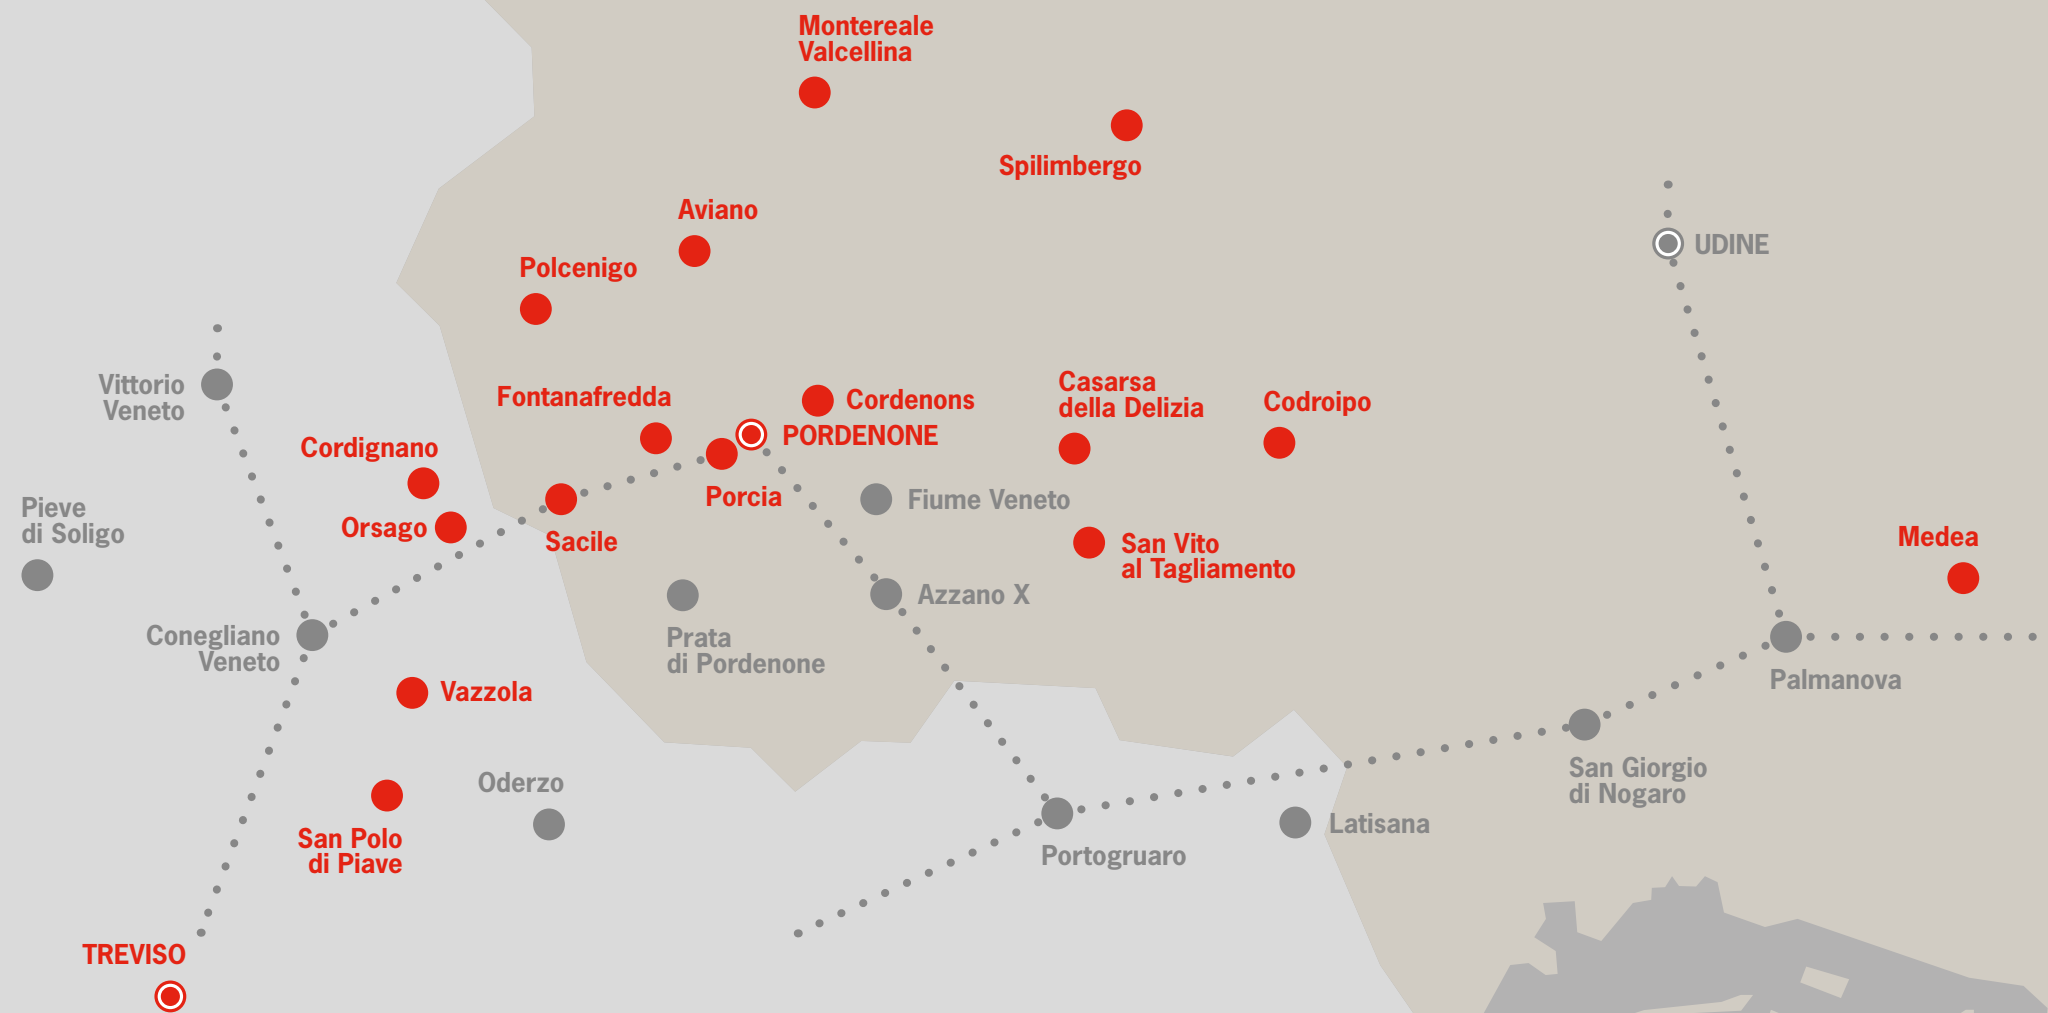 Montereale
Valcellina
Spilimbergo
Aviano
UDINE
Polcenigo
Vittorio
Veneto
Fontanafredda
Cordenons
Casarsa
della Delizia
Codroipo
PORDENONE
Cordignano
Porcia
Fiume Veneto
Pieve
di Soligo
Orsago
Sacile
San Vito
al Tagliamento
Medea
Azzano X
Conegliano
Veneto
Prata
di Pordenone
Palmanova
Vazzola
San Giorgio
di Nogaro
Oderzo
Latisana
San Polo
di Piave
Portogruaro
TREVISO